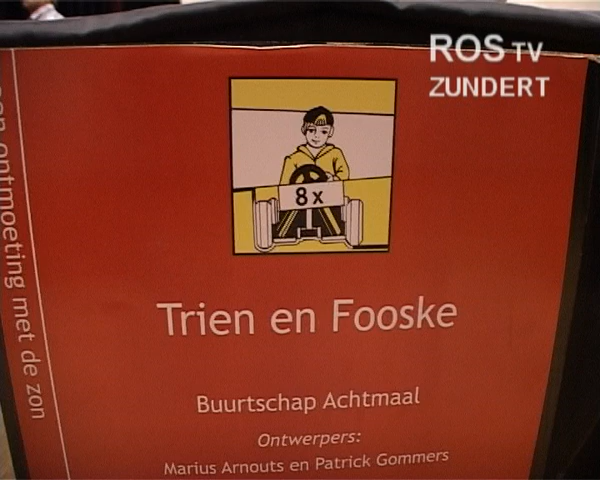 ROS TV
ZUNDERT
8x
Trien en Fooske
Buurtschap Achtmaal
Ontwerpers:
Marius Arnouts en Patrick Gommers
ontmoeting met de zon